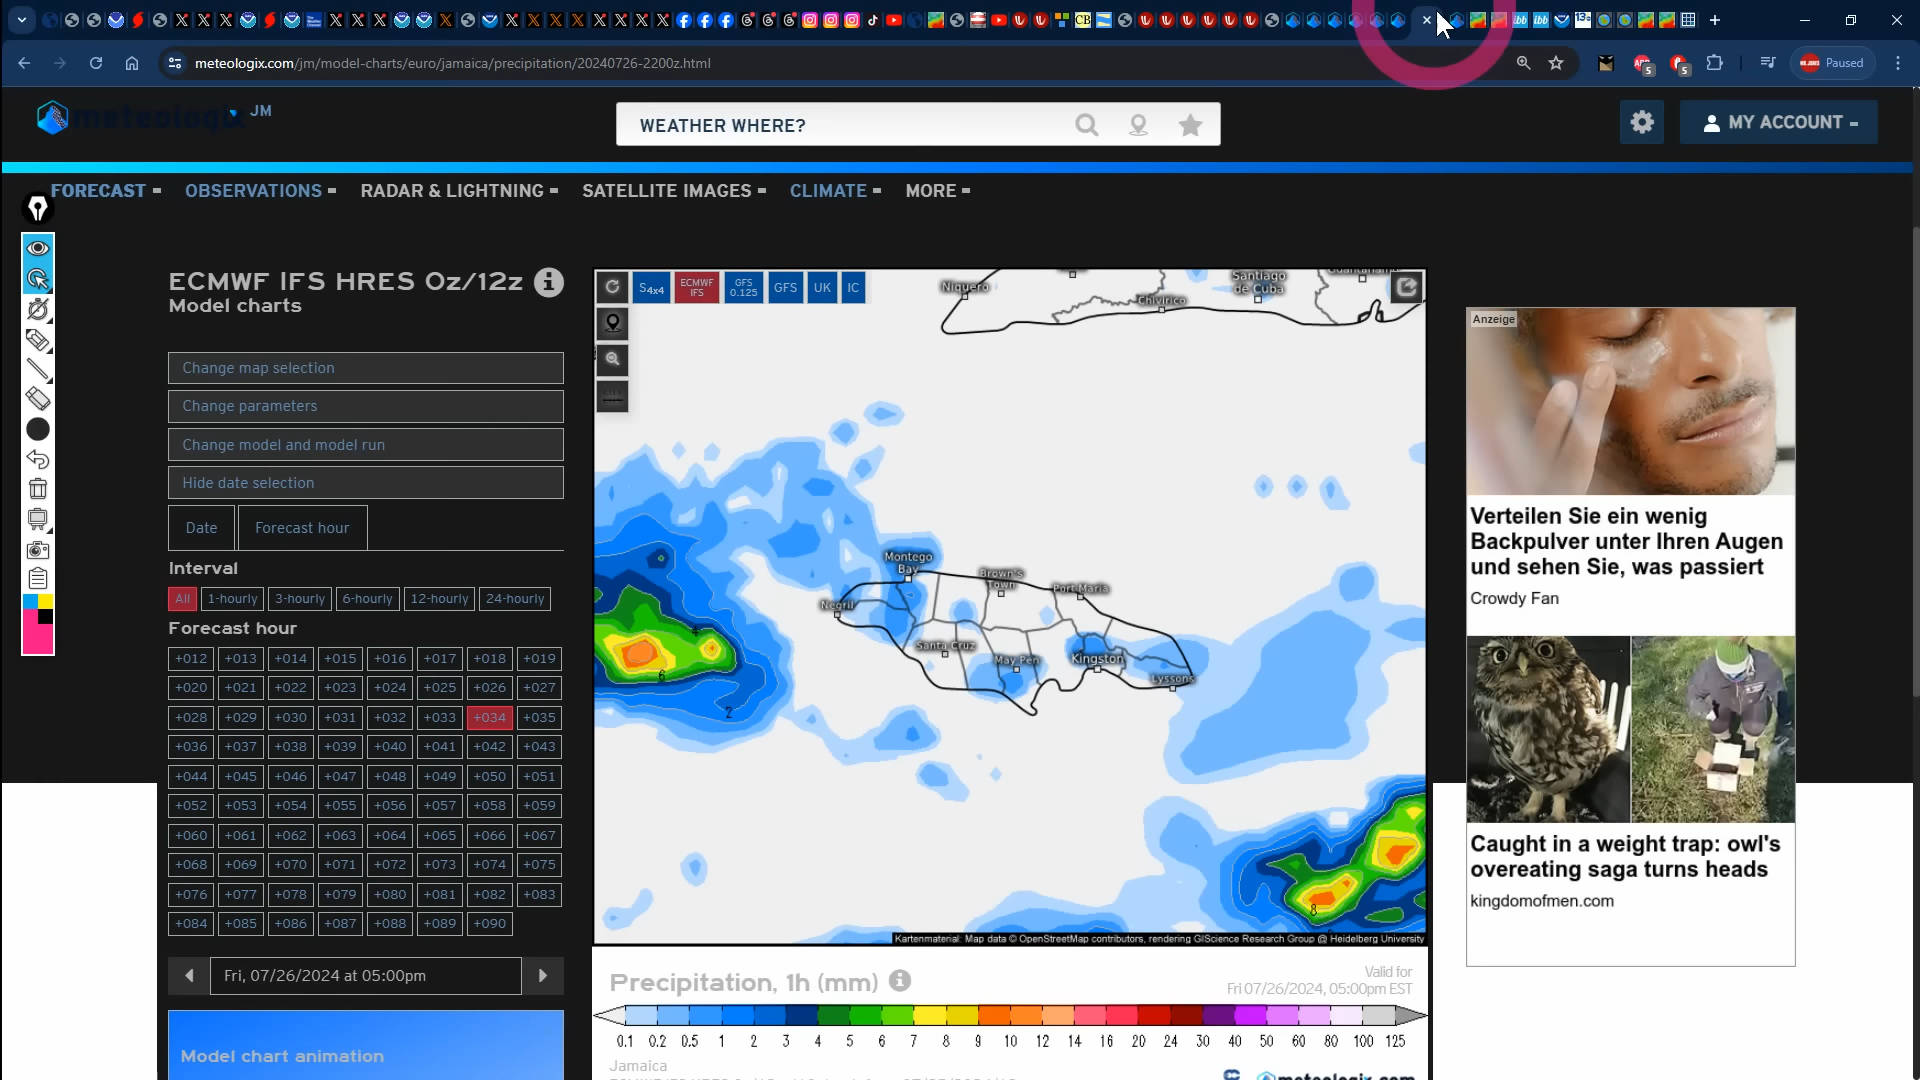 meteologix.com/jm/model-charts/euro/jamaica/precipitation/20240726-2200z.html
Paused
meteologix JM
WEATHER WHERE?
MY ACCOUNT
FORECAST OBSERVATIONS RADAR & LIGHTNING SATELLITE IMAGES CLIMATE MORE
ECMWF IFS HRES 0z/12z
Model charts
Change map selection
Change parameters
Change model and model run
Hide date selection
Date Forecast hour
Interval
All 1-hourly 3-hourly 6-hourly 12-hourly 24-hourly
Forecast hour
+012 +013 +014 +015 +016 +017 +018 +019
+020 +021 +022 +023 +024 +025 +026 +027
+028 +029 +030 +031 +032 +033 +034 +035
+036 +037 +038 +039 +040 +041 +042 +043
+044 +045 +046 +047 +048 +049 +050 +051
+052 +053 +054 +055 +056 +057 +058 +059
+060 +061 +062 +063 +064 +065 +066 +067
+068 +069 +070 +071 +072 +073 +074 +075
+076 +077 +078 +079 +080 +081 +082 +083
+084 +085 +086 +087 +088 +089 +090
Fri, 07/26/2024 at 05:00pm
Model chart animation
S4x4 ECMWF IFS GFS 0.125 GFS UK IC
Niquero
Chivirico
Santiago
de Cuba
Montego
Bay
Brown's
Town
Port Maria
Negril
Santa Cruz
May Pen
Kingston
Lyssons
4
6
2
8
Kartenmaterial: Map data © OpenStreetMap contributors, rendering GIScience Research Group @ Heidelberg University
Precipitation, 1h (mm)
Valid for
Fri 07/26/2024, 05:00pm EST
0.1 0.2 0.5 1 2 3 4 5 6 7 8 9 10 12 14 16 20 24 30 40 50 60 80 100 125
Jamaica
meteologix.com
Anzeige
Verteilen Sie ein wenig
Backpulver unter Ihren Augen
und sehen Sie, was passiert
Crowdy Fan
Caught in a weight trap: owl's
overeating saga turns heads
kingdomofmen.com